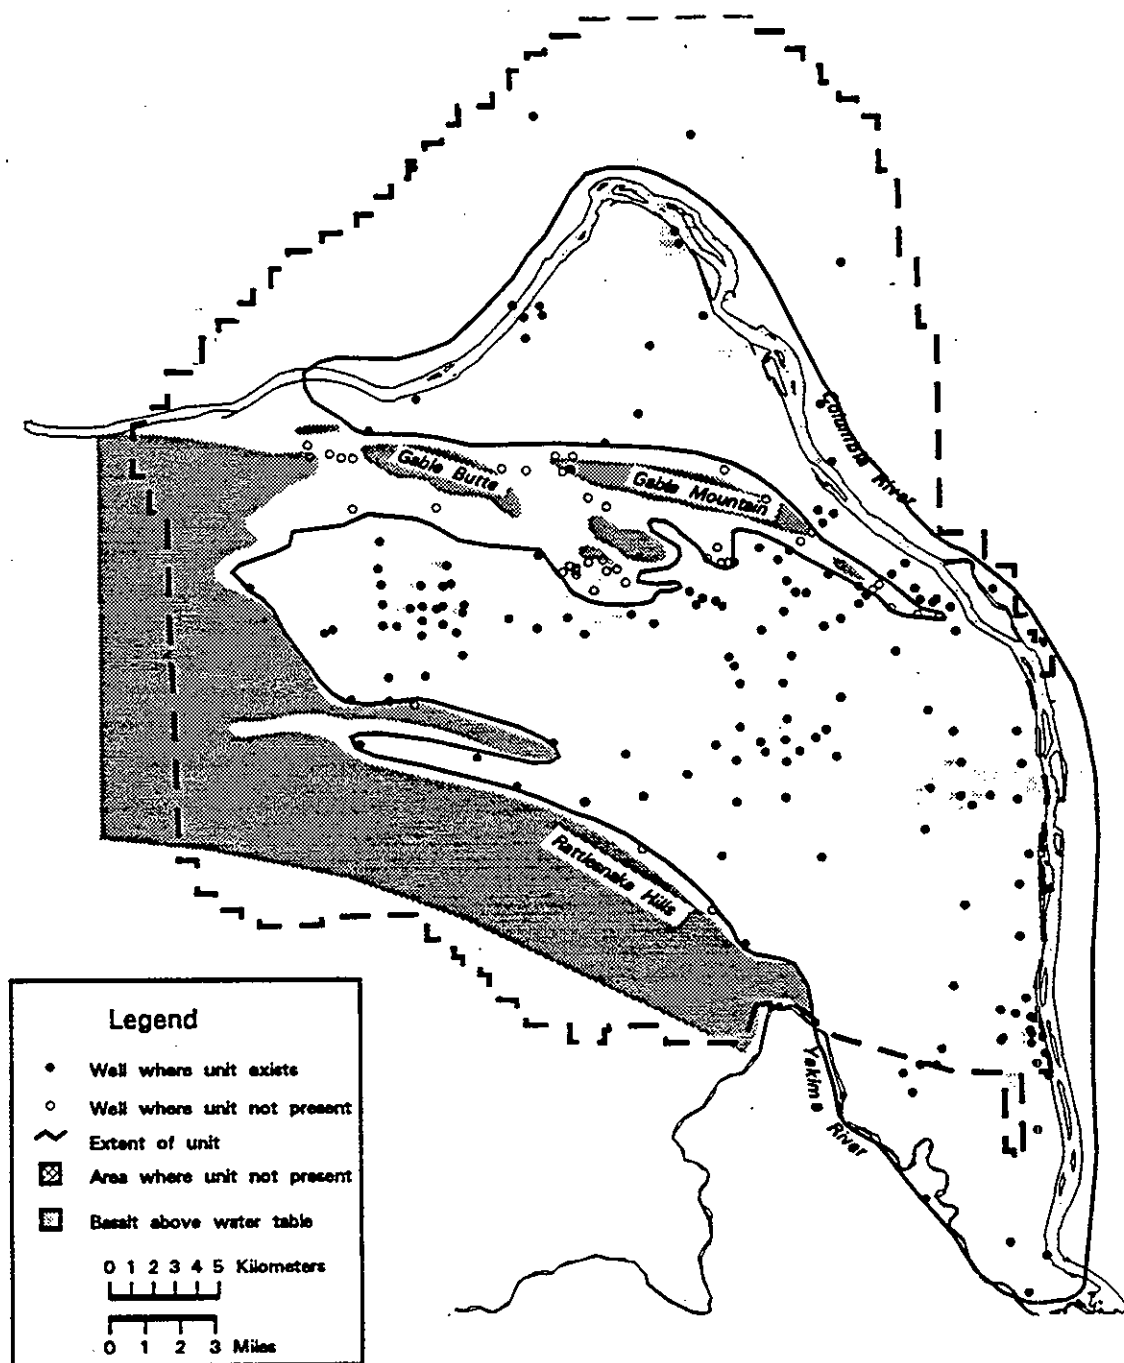 Columbia River
Gable Butte
Gable Mountain
Rattlesnake Hills
Yakima
River
Legend
Well where unit exists
Well where unit not present
Extent of unit
Area where unit not present
Basalt above water table
0 1 2 3 4 5 Kilometers
0 1 2 3 Miles